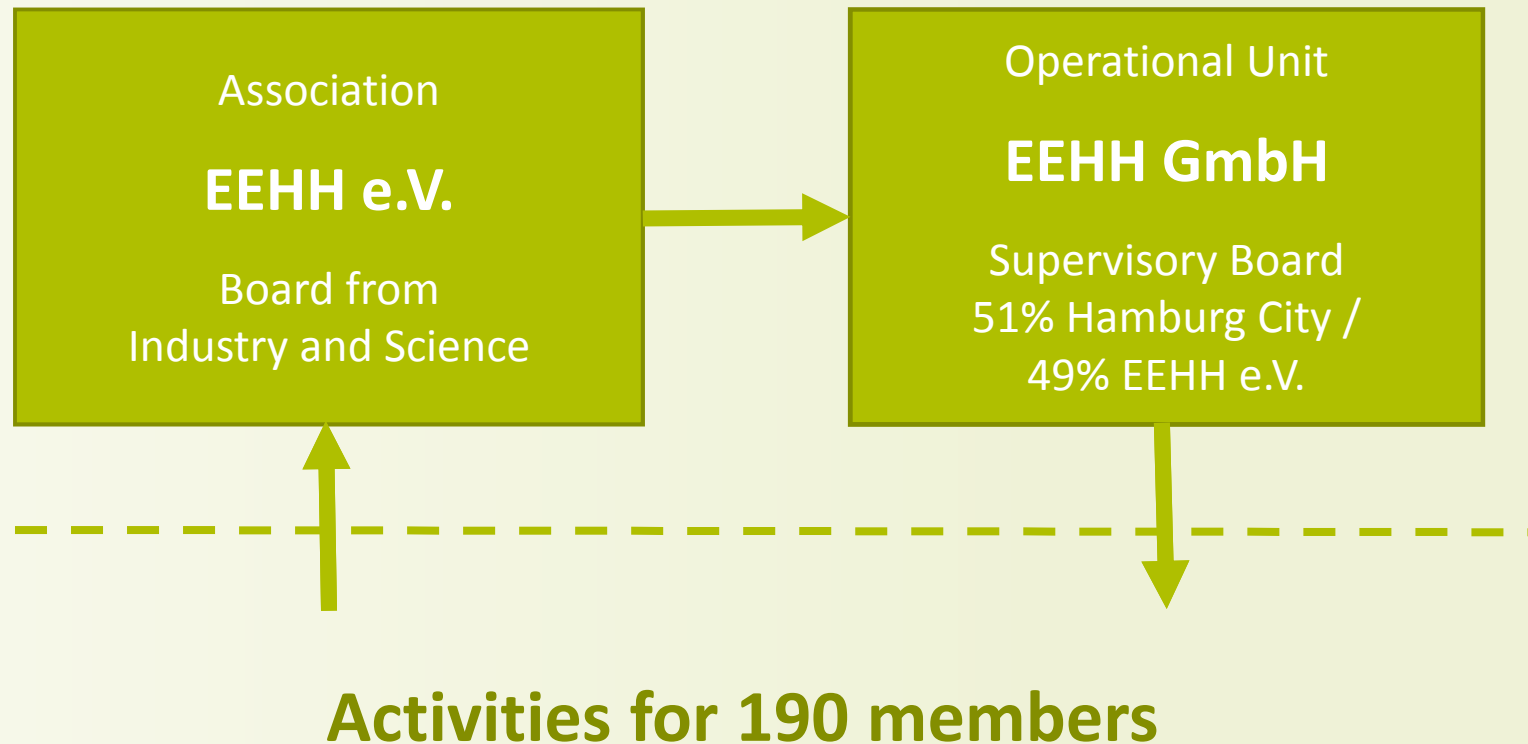 Association
EEHH e.V.
Board from
Industry and Science
Operational Unit
EEHH GmbH
Supervisory Board
51% Hamburg City /
49% EEHH e.V.
Activities for 190 members